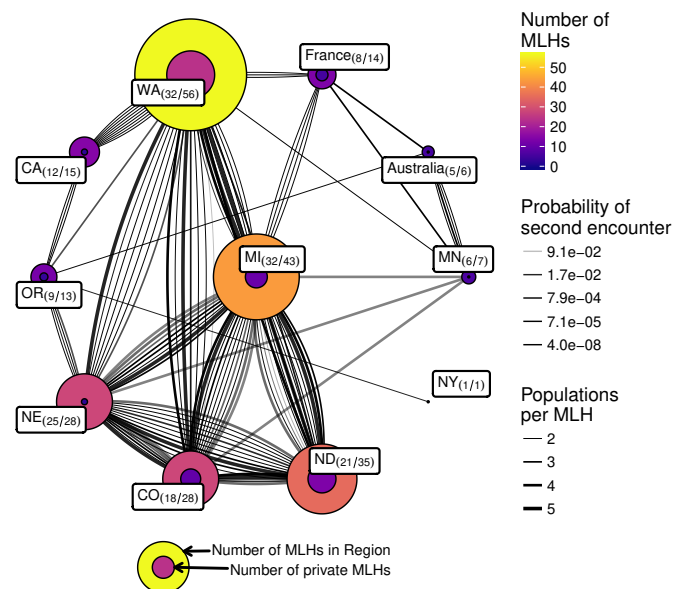 Number of
MLHs
50
40
30
20
10
0
France(8/14)
WA(32/56)
CA(12/15)
Australia(5/6)
Probability of
second encounter
9.1e−02
1.7e−02
7.9e−04
7.1e−05
4.0e−08
MI(32/43)
MN(6/7)
OR(9/13)
NY(1/1)
NE(25/28)
Populations
per MLH
2
3
4
5
ND(21/35)
CO(18/28)
Number of MLHs in Region
Number of private MLHs